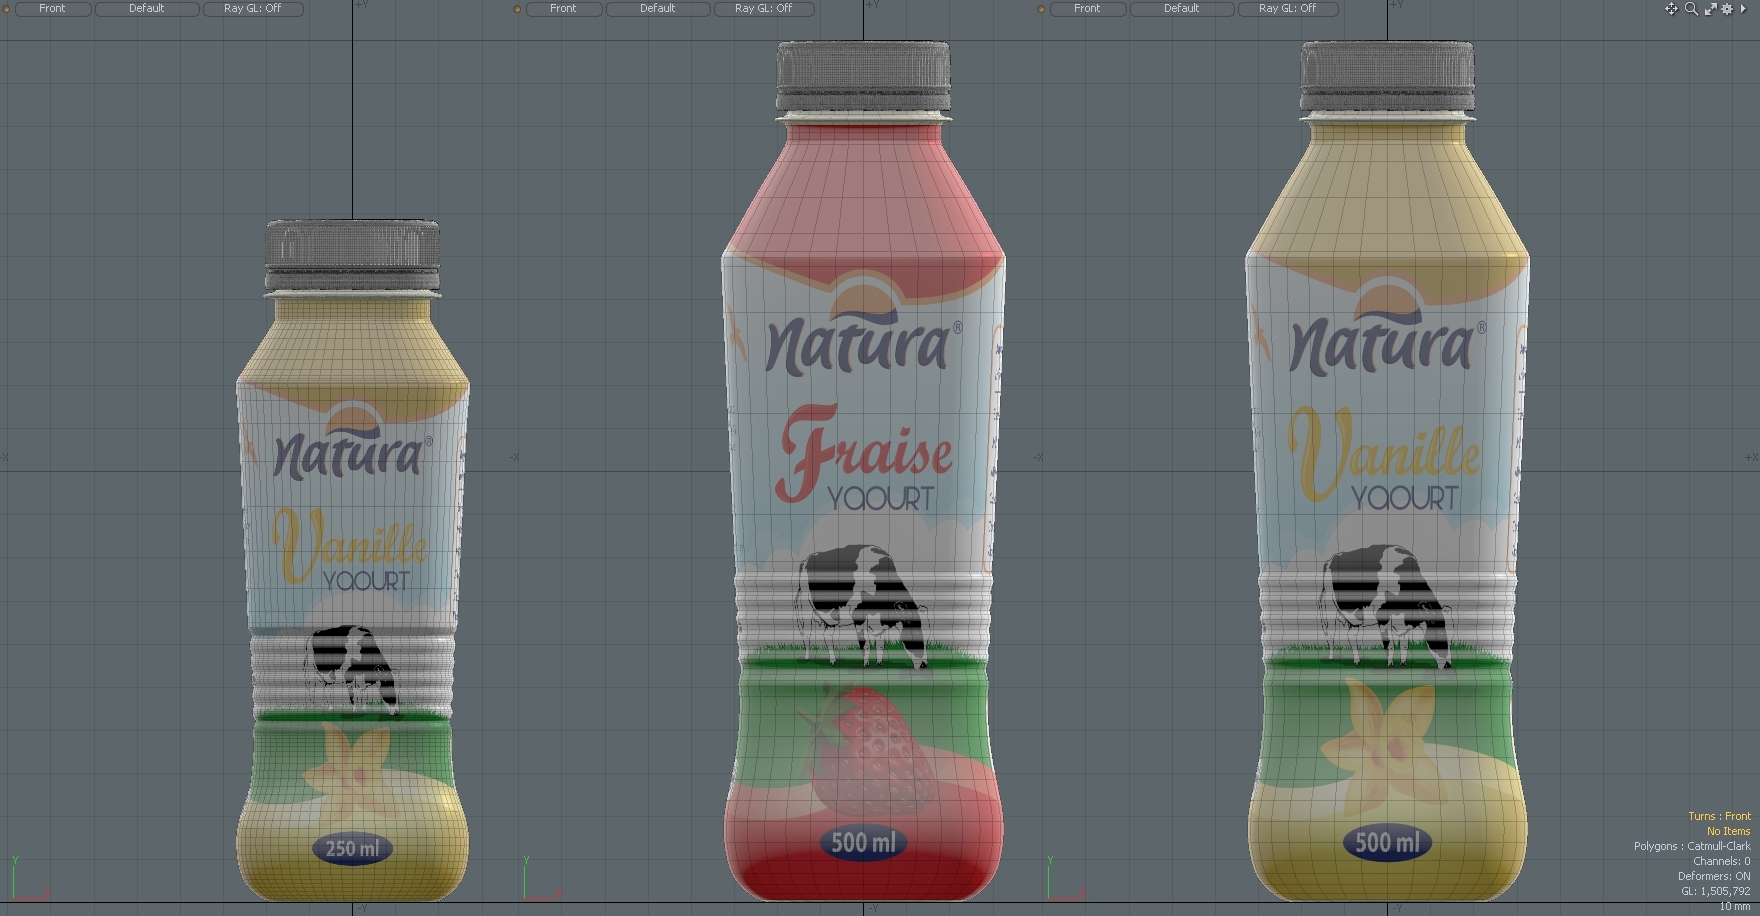 Front Default Ray GL: Off
Front Default Ray GL: Off
Front Default Ray GL: Off
+Y
+Y
+Y
natura®
Vanille
YAOURT
250 ml
natura®
Fraise
YAOURT
500 ml
natura®
Vanille
YAOURT
500 ml
-X
-X
-X
+X
Y
Y
Y
-Y
-Y
-Y
Turns : Front
No Items
Polygons : Catmull-Clark
Channels: 0
Deformers: ON
GL: 1,505,792
10 mm